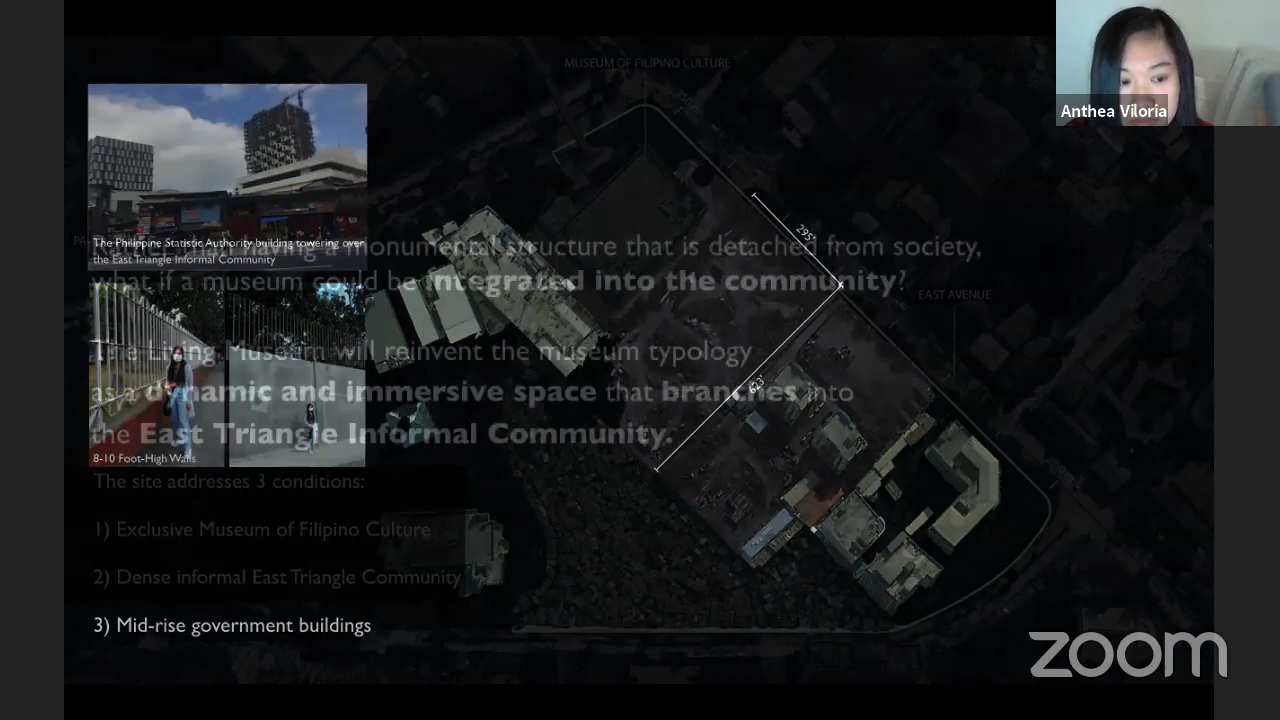 Anthea Viloria
MUSEUM OF FILIPINO CULTURE
The Philippine Statistic Authority building towering over
the East Triangle Informal Community
295'
having a monumental structure that is detached from society,
what if a museum could be integrated into the community?
EAST AVENUE
Living Museum will reinvent the museum typology
as a dynamic and immersive space that branches into
the East Triangle Informal Community.
623'
8-10 Foot-High Walls
The site addresses 3 conditions:
1) Exclusive Museum of Filipino Culture
2) Dense informal East Triangle Community
3) Mid-rise government buildings
zoom